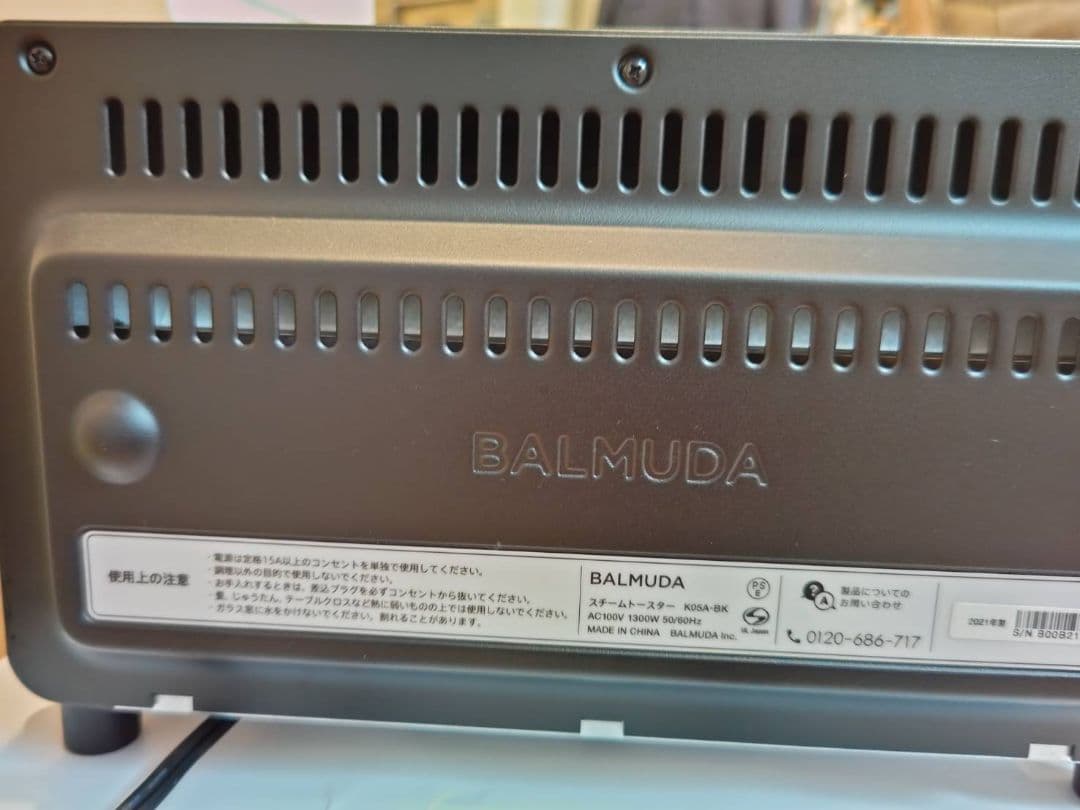 BALMUDA
使用上の注意
・電源は定格15A以上のコンセントを単独で使用してください。
・調理以外の目的で使用しないでください。
・お手入れするときは、差込プラグを必ずコンセントから抜いてください。
・畳、じゅうたん、テーブルクロスなど熱に弱いものの上では使用しないでください。
・ガラス窓に水をかけないでください。割れることがあります。
BALMUDA
スチームトースター K05A-BK
AC100V 1300W 50/60Hz
MADE IN CHINA BALMUDA Inc.
PS
E
UL Japan
? A
製品についての
お問い合わせ
0120-686-717
2021年製
S/N B00B21